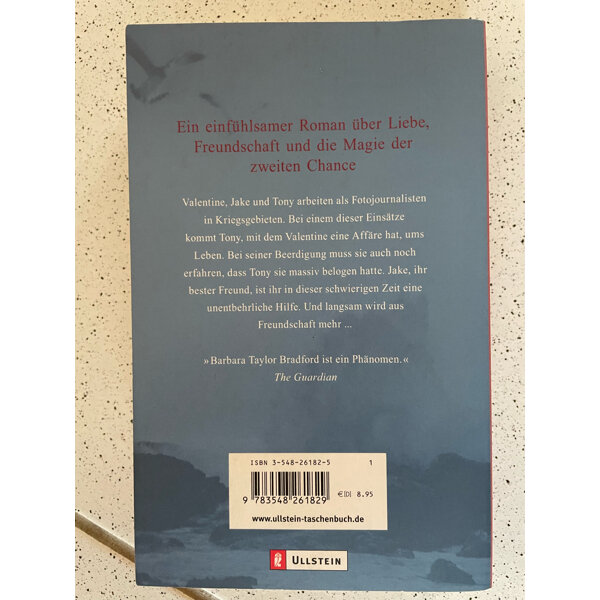 Ein einfühlsamer Roman über Liebe,
Freundschaft und die Magie der
zweiten Chance
Valentine, Jake und Tony arbeiten als Fotojournalisten
in Kriegsgebieten. Bei einem dieser Einsätze
kommt Tony, mit dem Valentine eine Affäre hat, ums
Leben. Bei seiner Beerdigung muss sie auch noch
erfahren, dass Tony sie massiv belogen hatte. Jake, ihr
bester Freund, ist ihr in dieser schwierigen Zeit eine
unentbehrliche Hilfe. Und langsam wird aus
Freundschaft mehr ...
»Barbara Taylor Bradford ist ein Phänomen.«
The Guardian
ISBN 3-548-26182-5 1
9 783548 261829 € [D] 8.95
www.ullstein-taschenbuch.de
ULLSTEIN